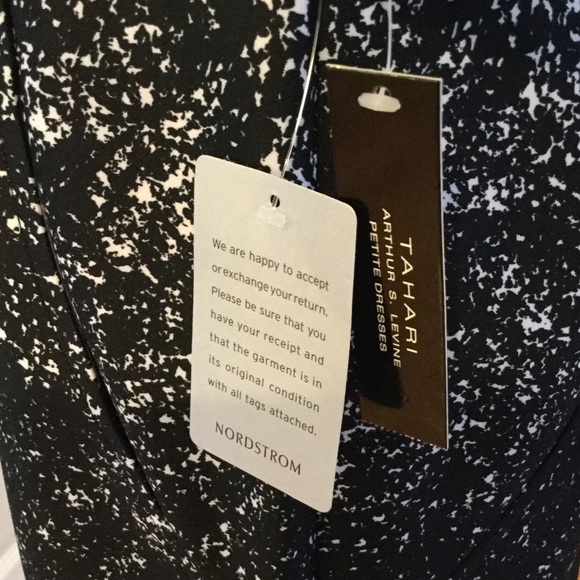 We are happy to accept
or exchange your return.
Please be sure that you
have your receipt and
that the garment is in
its original condition
with all tags attached.
NORDSTROM
TAHARI
ARTHUR S. LEVINE
PETITE DRESSES